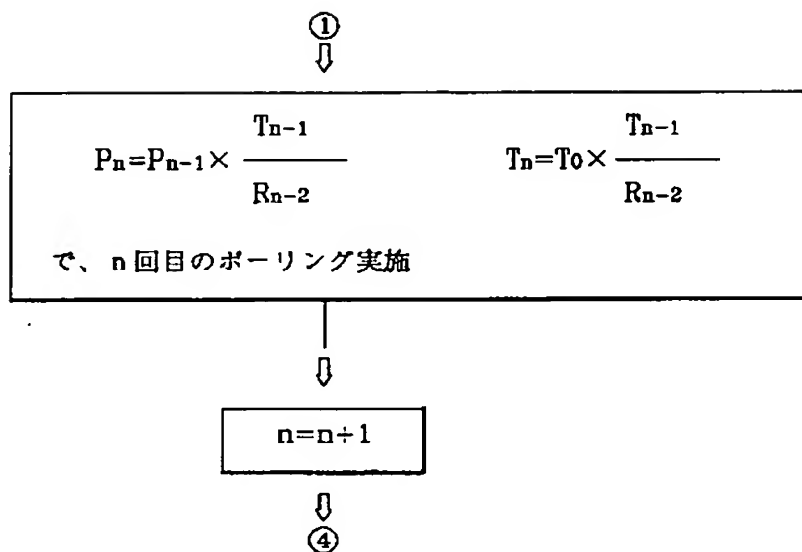 ①
Pn=Pn-1× Tn-1 / Rn-2 Tn=T0× Tn-1 / Rn-2
で、n回目のポーリング実施
n=n+1
④